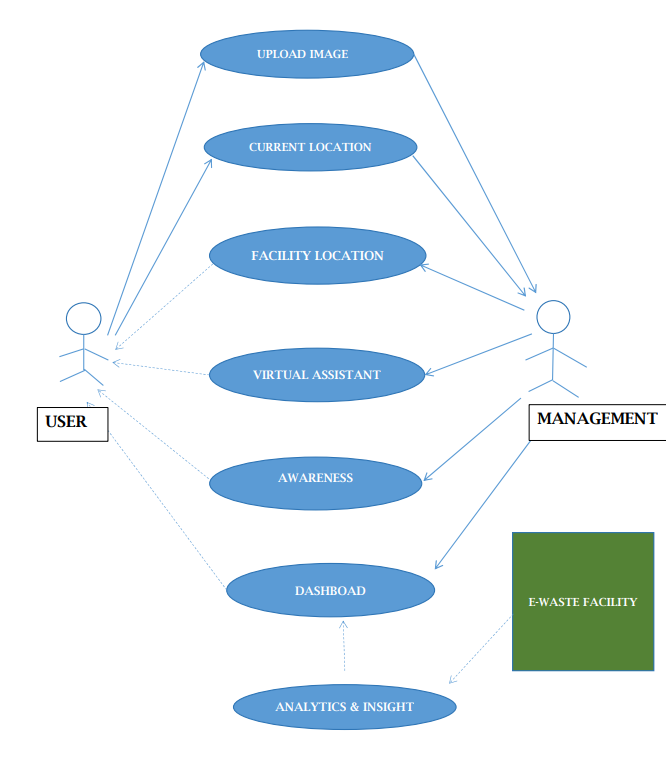 UPLOAD IMAGE
CURRENT LOCATION
FACILITY LOCATION
VIRTUAL ASSISTANT
USER
MANAGEMENT
AWARENESS
DASHBOAD
E-WASTE FACILITY
ANALYTICS & INSIGHT